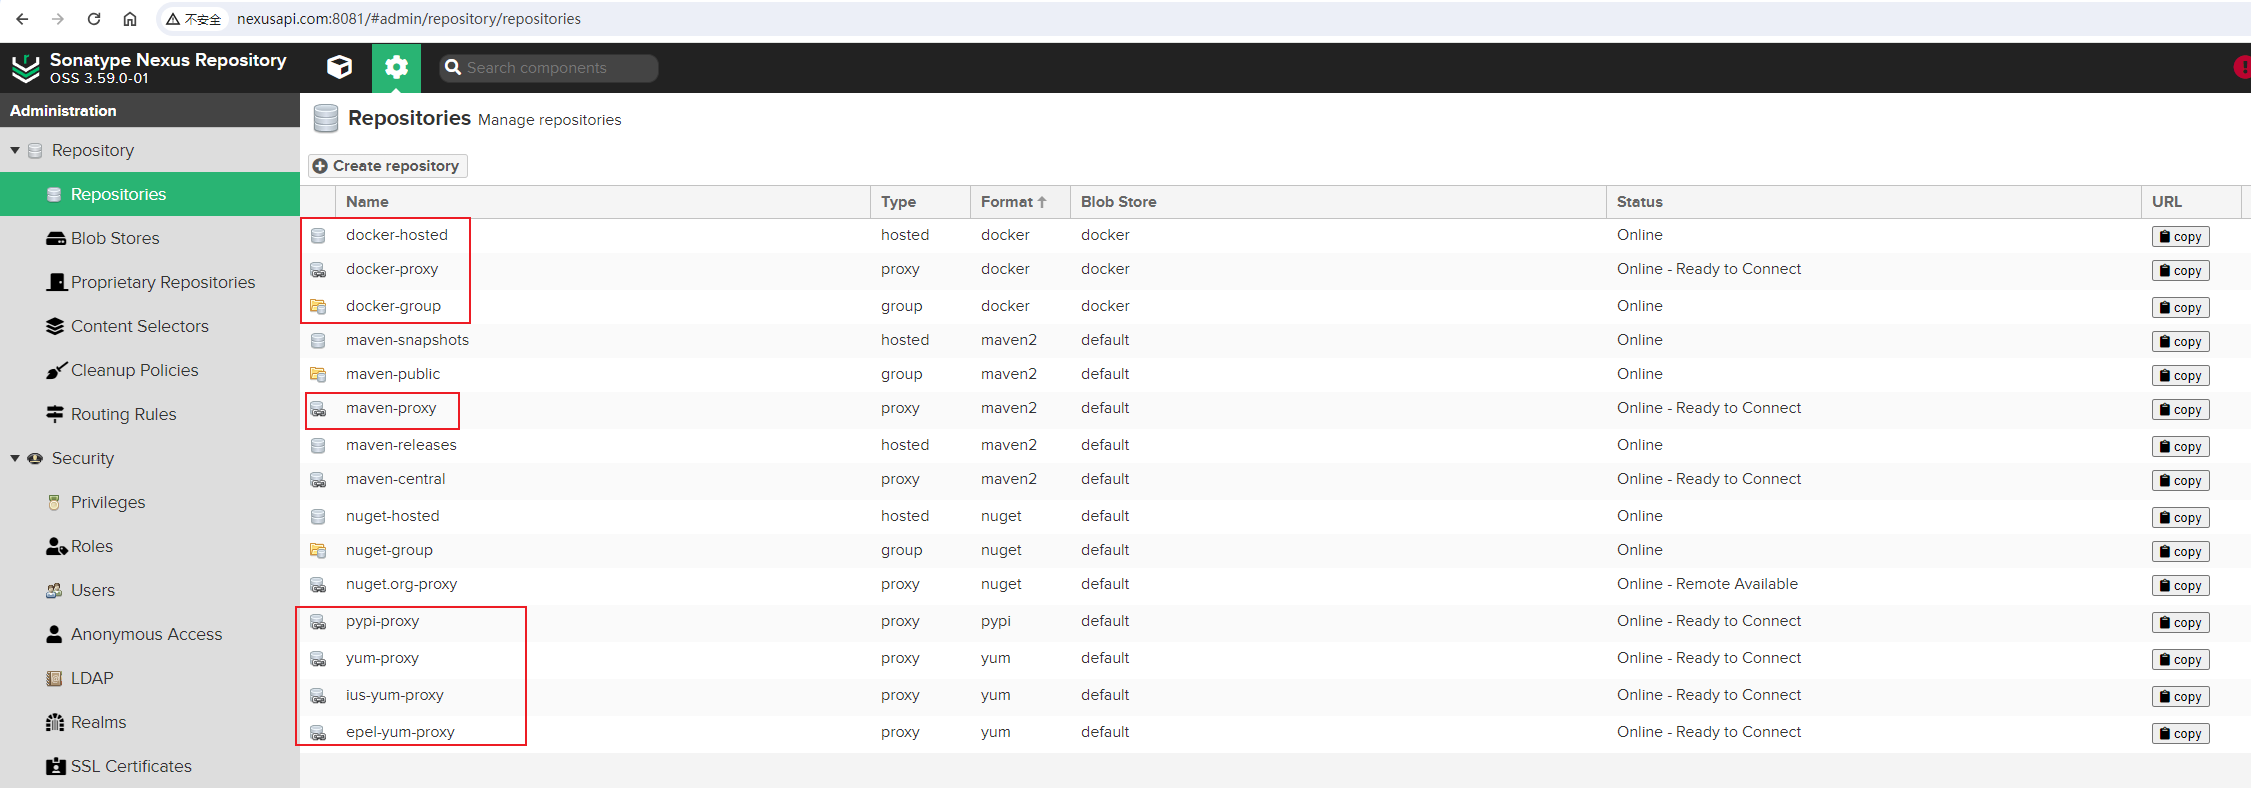 不安全 nexusapi.com:8081/#admin/repository/repositories
Sonatype Nexus Repository
OSS 3.59.0-01
Search components
Administration
Repository
Repositories
Blob Stores
Proprietary Repositories
Content Selectors
Cleanup Policies
Routing Rules
Security
Privileges
Roles
Users
Anonymous Access
LDAP
Realms
SSL Certificates
Repositories Manage repositories
Create repository
Name Type Format Blob Store Status URL
docker-hosted hosted docker docker Online copy
docker-proxy proxy docker docker Online - Ready to Connect copy
docker-group group docker docker Online copy
maven-snapshots hosted maven2 default Online copy
maven-public group maven2 default Online copy
maven-proxy proxy maven2 default Online - Ready to Connect copy
maven-releases hosted maven2 default Online copy
maven-central proxy maven2 default Online - Ready to Connect copy
nuget-hosted hosted nuget default Online copy
nuget-group group nuget default Online copy
nuget.org-proxy proxy nuget default Online - Remote Available copy
pypi-proxy proxy pypi default Online - Ready to Connect copy
yum-proxy proxy yum default Online - Ready to Connect copy
ius-yum-proxy proxy yum default Online - Ready to Connect copy
epel-yum-proxy proxy yum default Online - Ready to Connect copy